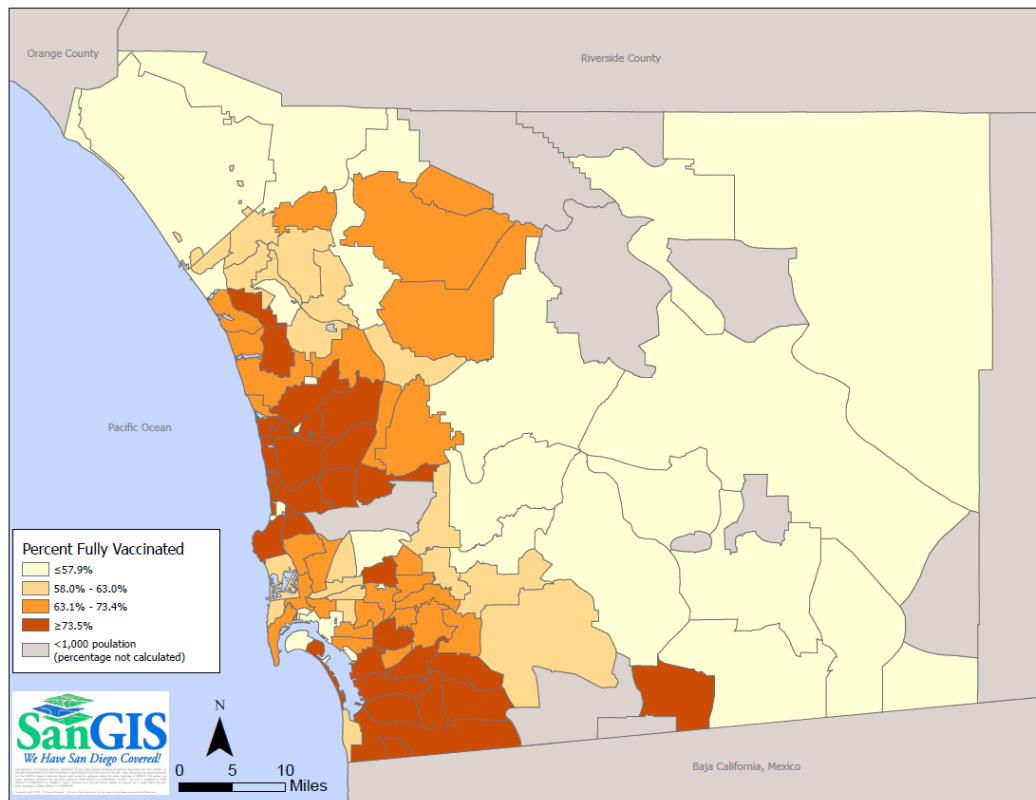 Orange County
Riverside County
Pacific Ocean
Percent Fully Vaccinated
≤57.9%
58.0% - 63.0%
63.1% - 73.4%
≥73.5%
<1,000 poulation
(percentage not calculated)
SanGIS
We Have San Diego Covered!
N
0 5 10
Miles
Baja California, Mexico